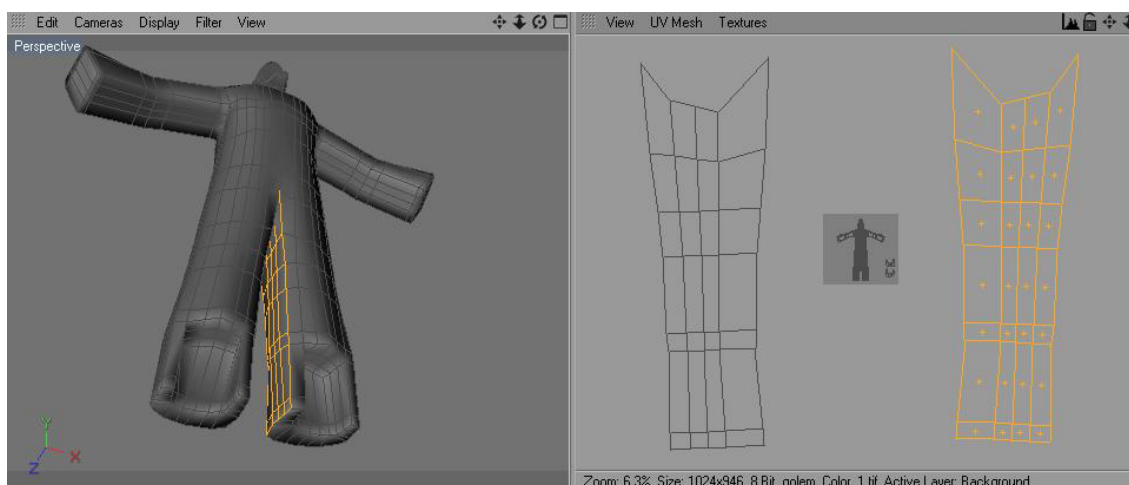 Edit Cameras Display Filter View
View UV Mesh Textures
Perspective
Y
X
Z
Zoom: 6.3%, Size: 1024x946, 8 Bit, golem_Color_1.tif, Active Layer: Background